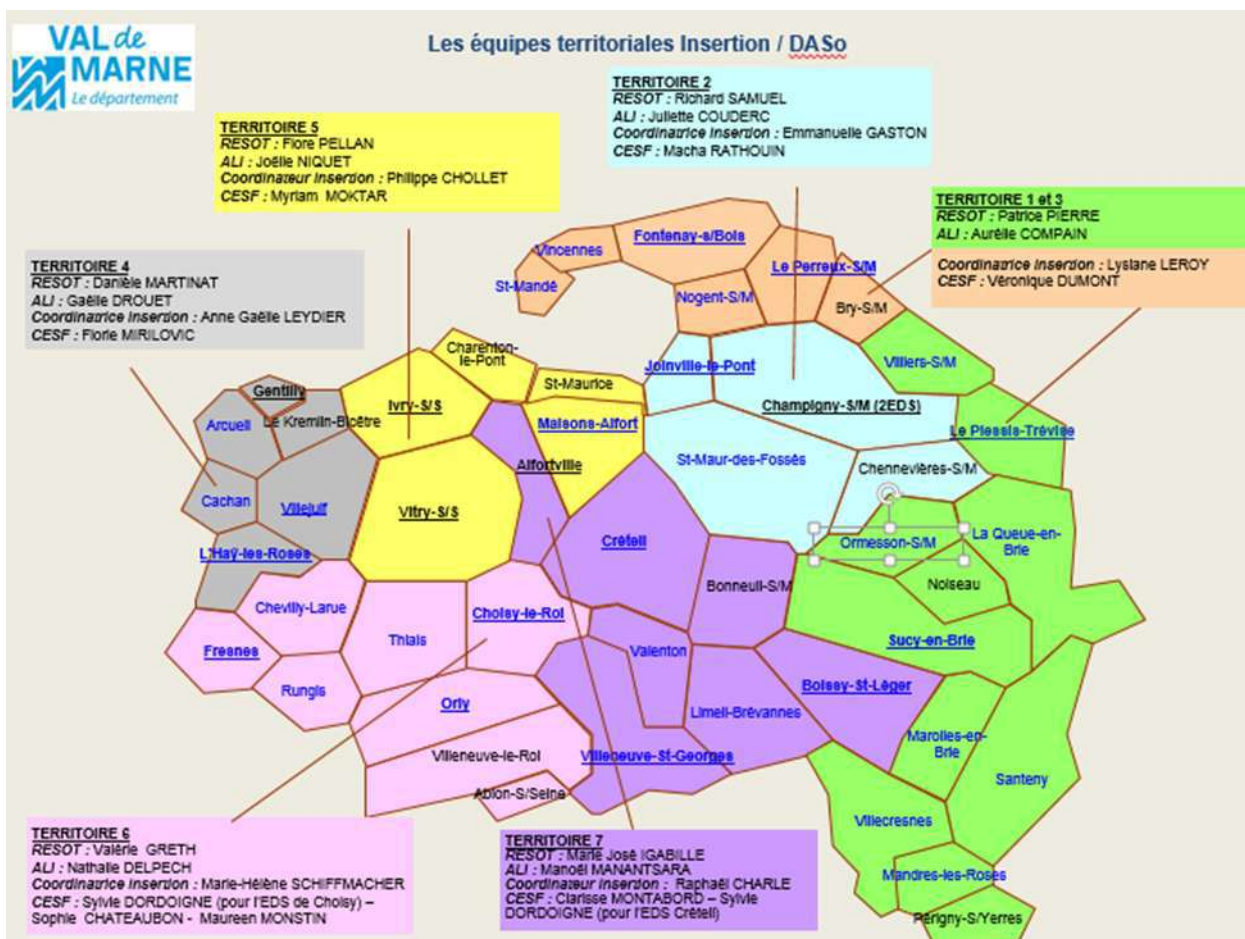 VAL de
MARNE
Le département
Les équipes territoriales Insertion / DASo
TERRITOIRE 2
RESOT : Richard SAMUEL
ALI : Juliette COUDERC
Coordinatrice Insertion : Emmanuelle GASTON
CESF : Macha RATHOUIN
TERRITOIRE 5
RESOT : Flore PELLAN
ALI : Joëlle NIQUET
Coordinateur Insertion : Philippe CHOLLET
CESF : Myriam MOKTAR
TERRITOIRE 1 et 3
RESOT : Patrice PIERRE
ALI : Aurélie COMPAIN
Coordinatrice Insertion : Lysiane LEROY
CESF : Véronique DUMONT
TERRITOIRE 4
RESOT : Danièle MARTINAT
ALI : Gaëlle DROUET
Coordinatrice Insertion : Anne Gaëlle LEYDIER
CESF : Florie MIRILOVIC
Vincennes
Fontenay-s/Bois
Le Perreux-S/M
St-Mandé
Nogent-S/M
Bry-S/M
Charenton-
le-Pont
Joinville-le-Pont
Villiers-S/M
St-Maurice
Gentilly
Ivry-S/S
Champigny-S/M (2EDS)
Arcueil
Le Kremlin-Bicêtre
Maisons-Alfort
Le Plessis-Trévise
Alfortville
St-Maur-des-Fossés
Chennevières-S/M
Cachan
Villejuif
Vitry-S/S
Créteil
Ormesson-S/M
La Queue-en-
Brie
L'Haÿ-les-Roses
Bonneuil-S/M
Noiseau
Chevilly-Larue
Choisy-le-Roi
Thiais
Sucy-en-Brie
Fresnes
Valenton
Rungis
Boissy-St-Léger
Orly
Limeil-Brévannes
Marolles-en-
Brie
Villeneuve-le-Roi
Villeneuve-St-Georges
Santeny
Ablon-S/Seine
Villecresnes
Mandres-les-Roses
Périgny-S/Yerres
TERRITOIRE 6
RESOT : Valérie GRETH
ALI : Nathalie DELPECH
Coordinatrice Insertion : Marie-Hélène SCHIFFMACHER
CESF : Sylvie DORDOIGNE (pour l'EDS de Choisy) –
Sophie CHATEAUBON - Maureen MONSTIN
TERRITOIRE 7
RESOT : Marie José IGABILLE
ALI : Manoël MANANTSARA
Coordinateur Insertion : Raphaël CHARLE
CESF : Clarisse MONTABORD – Sylvie
DORDOIGNE (pour l'EDS Créteil)